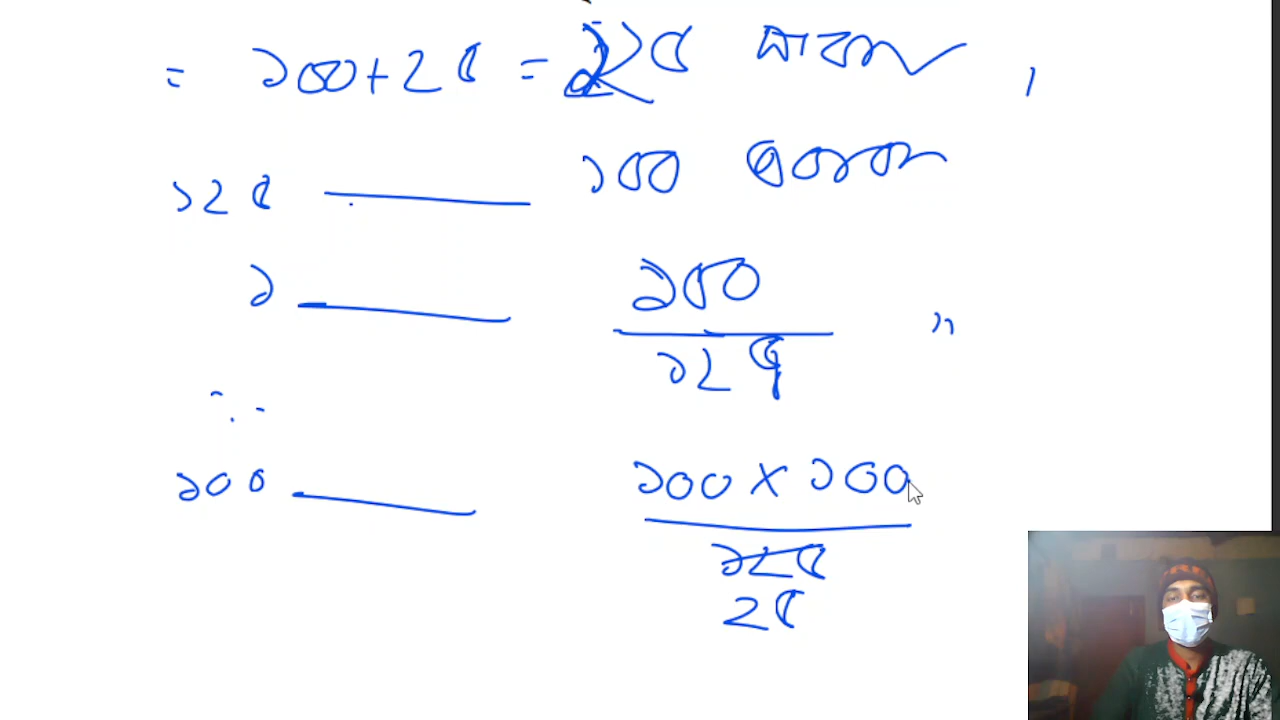 = ১০০+২৫ = ১২৫
১২৫ ——— ১০০
১ ——— ১০০/১২৫ "
∴
১০০ ——— ১০০ × ১০০/১২৫
২৫